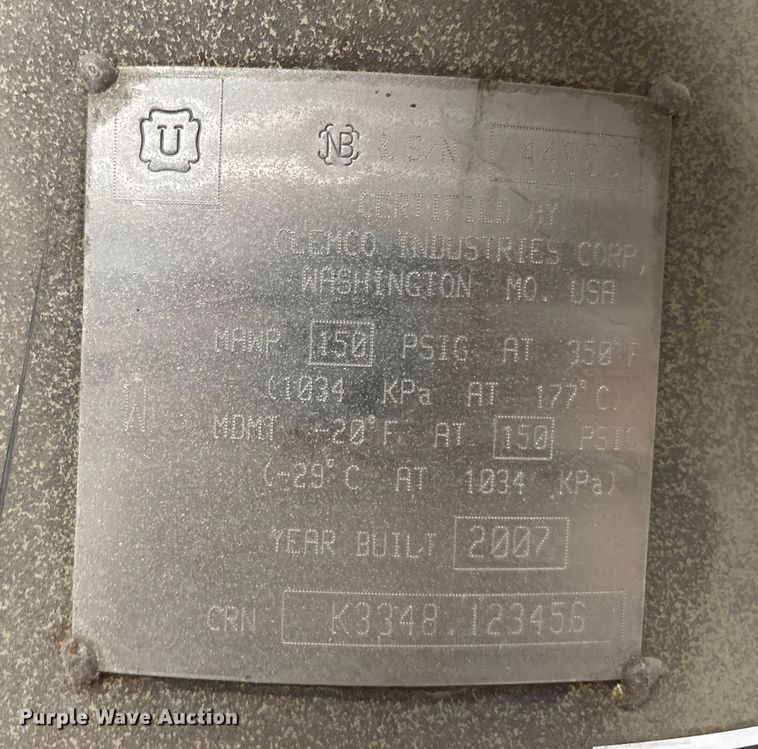 U NB & S/N
CERTIFIED BY
CLEMCO INDUSTRIES CORP.
WASHINGTON MO. USA
MAWP 150 PSIG AT 350°F
(1034 KPa AT 177°C)
W
MDMT -20°F AT 150 PSIG
(-29°C AT 1034 KPa)
YEAR BUILT 2007
CRN K3348.123456
Purple Wave Auction